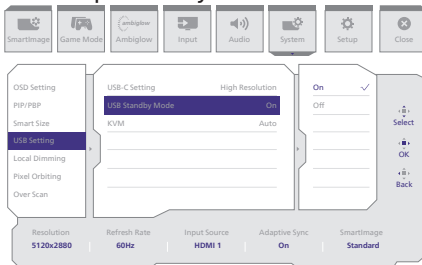 SmartImage
Game Mode
ambiglow
Ambiglow
Input
Audio
System
Setup
Close
OSD Setting
PIP/PBP
Smart Size
USB Setting
Local Dimming
Pixel Orbiting
Over Scan
USB-C Setting High Resolution
USB Standby Mode On
KVM Auto
On
Off
Select
OK
Back
Resolution Refresh Rate Input Source Adaptive Sync SmartImage
5120x2880 60Hz HDMI 1 On Standard